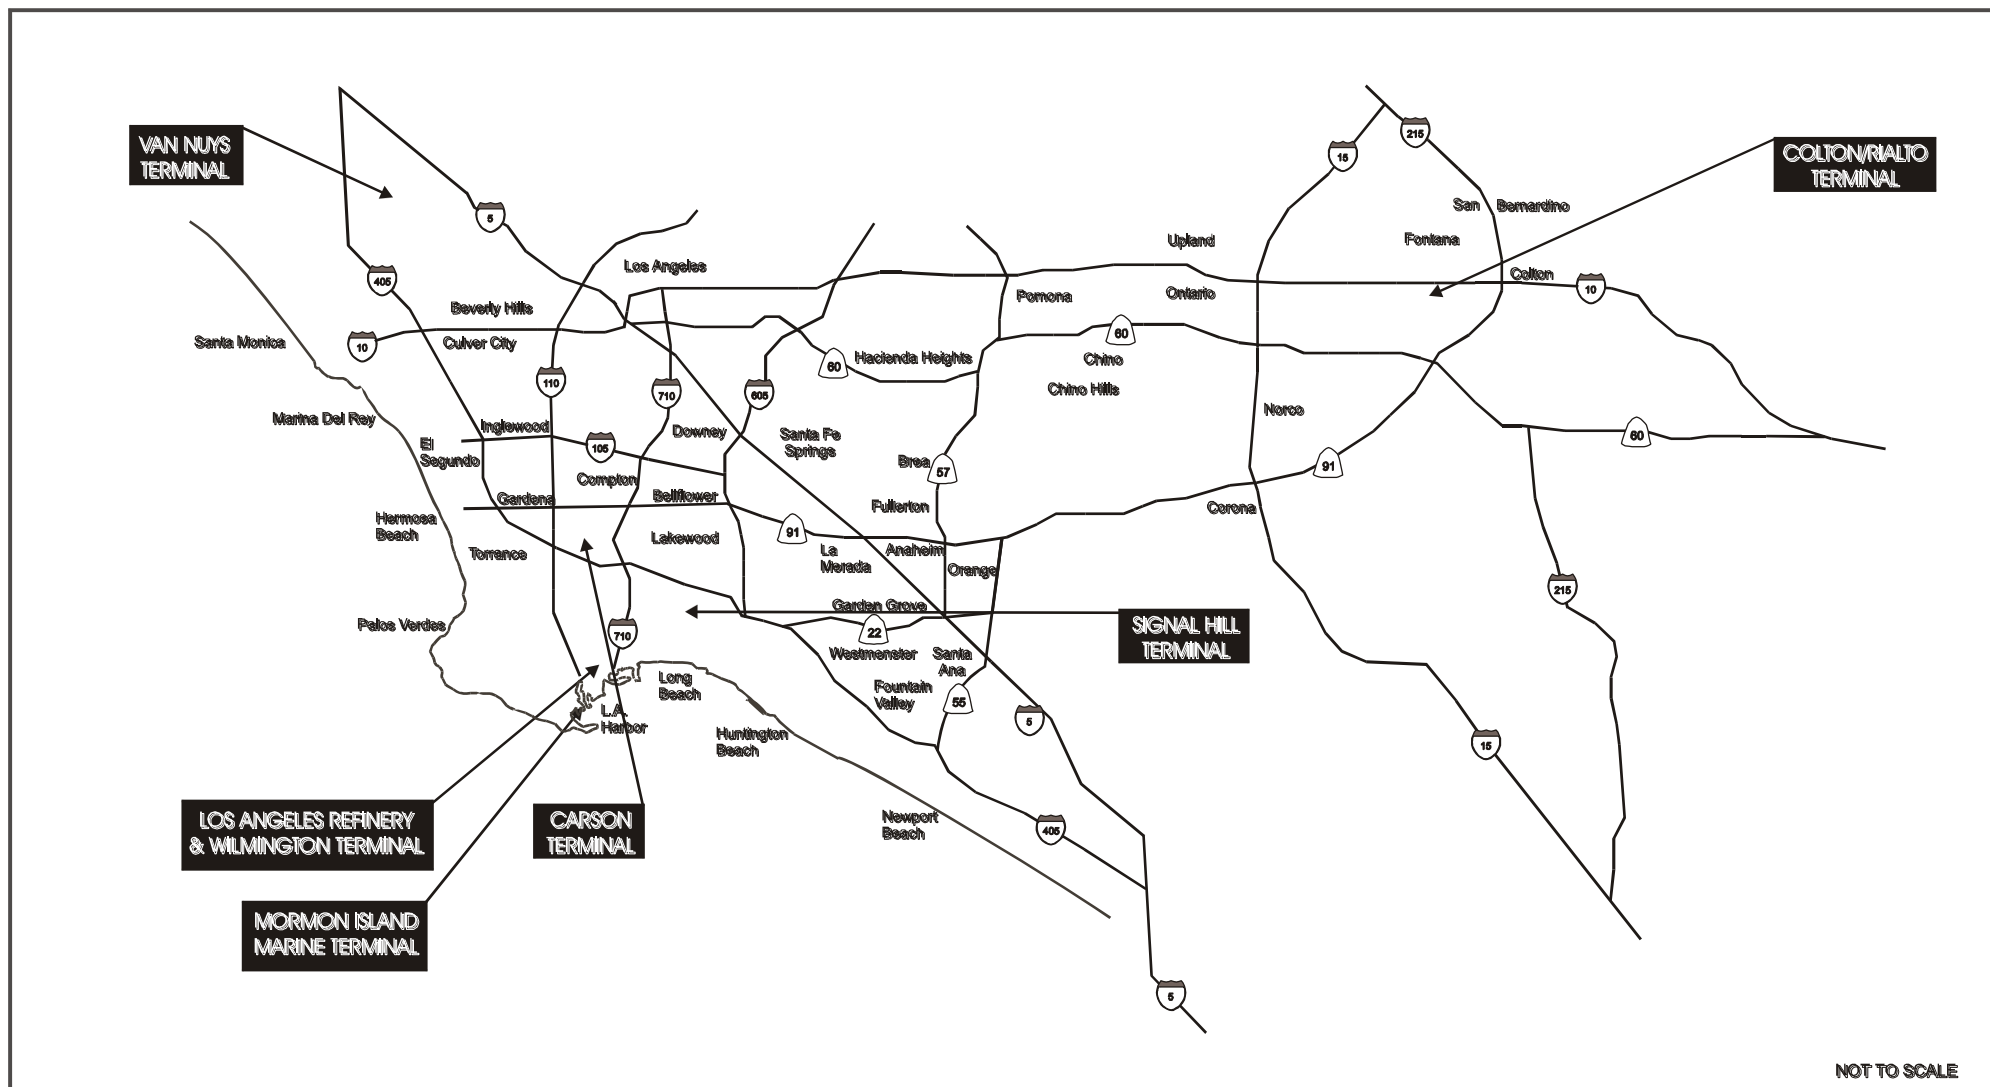 VAN NUYS
TERMINAL
COLTON/RIALTO
TERMINAL
215
15
San Bernardino
5
Upland
Fontana
Los Angeles
405
Colton
10
Beverly Hills
Pomona
Ontario
Santa Monica
10
Culver City
60
60
Hacienda Heights
Chino
110
710
605
Chino Hills
Marina Del Rey
Inglewood
Downey
Norco
El
Segundo
105
Santa Fe
Springs
60
Brea
57
91
Compton
Gardena
Bellflower
Fullerton
Corona
Hermosa
Beach
Torrance
Lakewood
91
La
Merada
Anaheim
Orange
215
Garden Grove
Palos Verdes
710
22
SIGNAL HILL
TERMINAL
Westmenster
Santa
Ana
Long
Beach
Fountain
Valley
55
L.A.
Harbor
5
Huntington
Beach
15
LOS ANGELES REFINERY
& WILMINGTON TERMINAL
CARSON
TERMINAL
Newport
Beach
405
MORMON ISLAND
MARINE TERMINAL
5
NOT TO SCALE